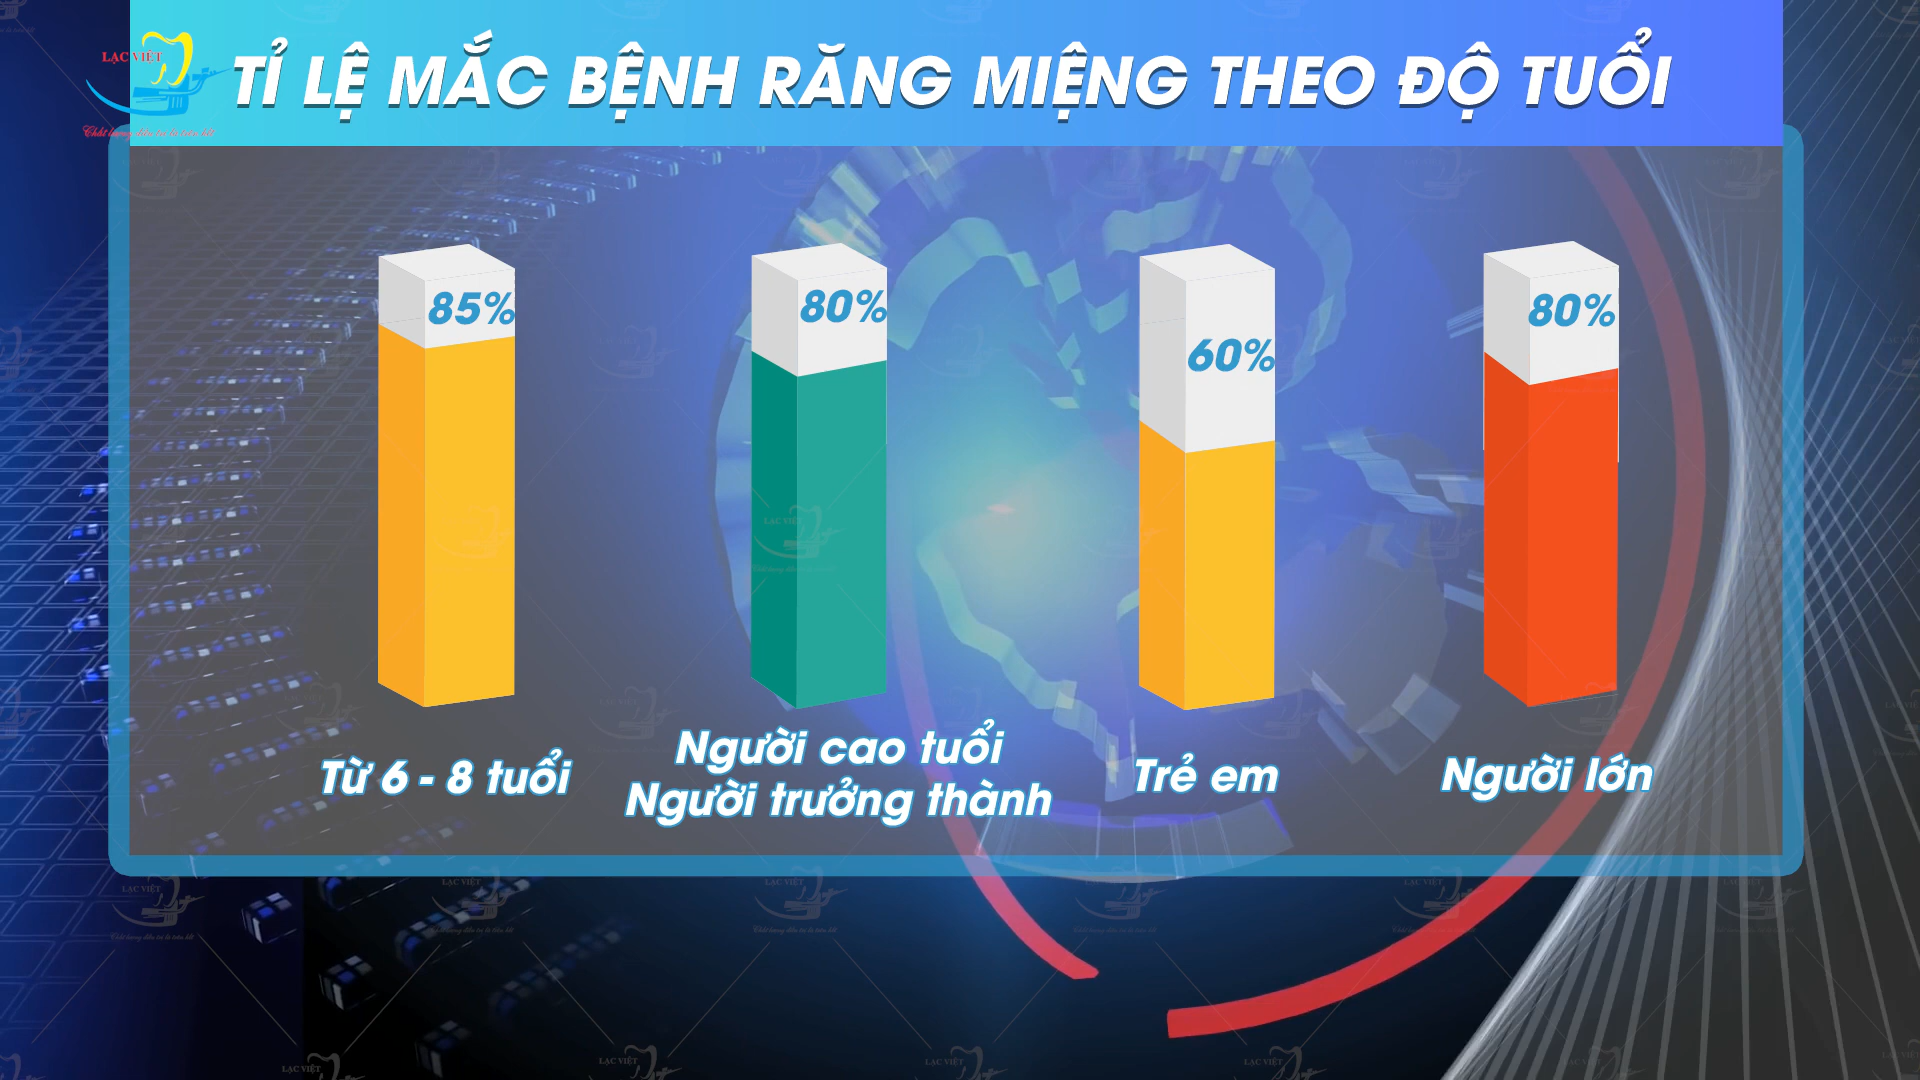 LẠC VIỆT
TỈ LỆ MẮC BỆNH RĂNG MIỆNG THEO ĐỘ TUỔI
85%
80%
60%
80%
Từ 6 - 8 tuổi
Người cao tuổi
Người trưởng thành
Trẻ em
Người lớn